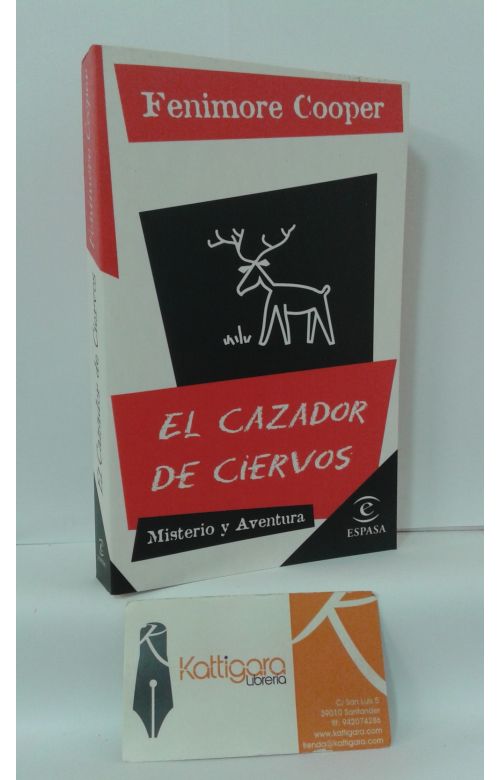 Fenimore Cooper
EL CAZADOR
DE CIERVOS
Misterio y Aventura
e
ESPASA
Fenimore Cooper
El Cazador de Ciervos
Kattigara
Librería
C/ San Luis 5
39010 Santander
tlf: 942074286
www.kattigara.com
tienda@kattigara.com